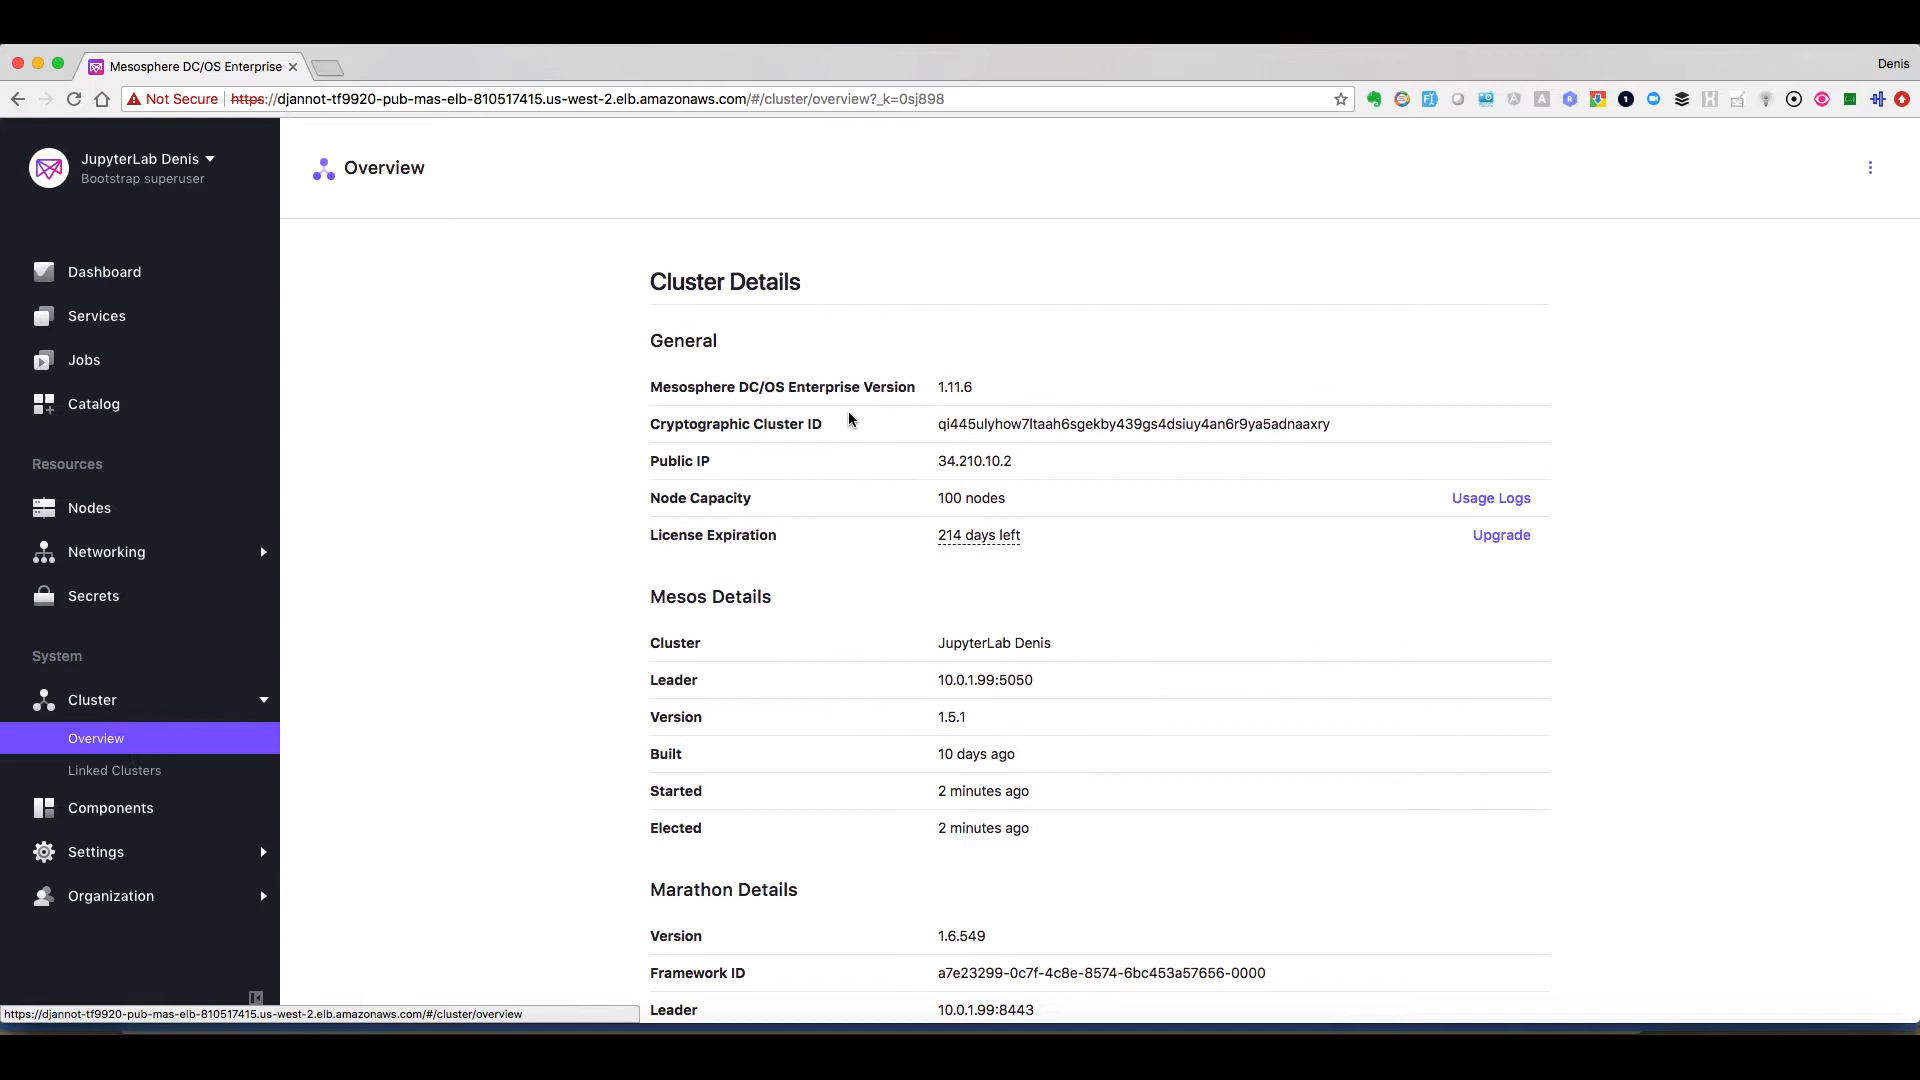 Mesosphere DC/OS Enterprise
Denis
Not Secure https://djannot-tf9920-pub-mas-elb-810517415.us-west-2.elb.amazonaws.com/#/cluster/overview?_k=0sj898
JupyterLab Denis
Bootstrap superuser
Overview
Dashboard
Services
Jobs
Catalog
Resources
Nodes
Networking
Secrets
System
Cluster
Overview
Linked Clusters
Components
Settings
Organization
Cluster Details
General
Mesosphere DC/OS Enterprise Version 1.11.6
Cryptographic Cluster ID qi445ulyhow7ltaah6sgekby439gs4dsiuy4an6r9ya5adnaaxry
Public IP 34.210.10.2
Node Capacity 100 nodes Usage Logs
License Expiration 214 days left Upgrade
Mesos Details
Cluster JupyterLab Denis
Leader 10.0.1.99:5050
Version 1.5.1
Built 10 days ago
Started 2 minutes ago
Elected 2 minutes ago
Marathon Details
Version 1.6.549
Framework ID a7e23299-0c7f-4c8e-8574-6bc453a57656-0000
Leader 10.0.1.99:8443
https://djannot-tf9920-pub-mas-elb-810517415.us-west-2.elb.amazonaws.com/#/cluster/overview